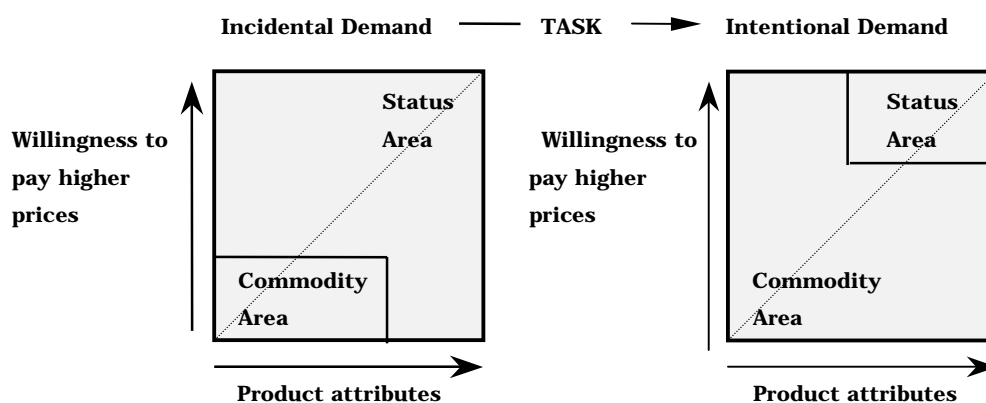 Incidental Demand TASK Intentional Demand
Status
Area
Willingness to
pay higher
prices
Commodity
Area
Product attributes
Status
Area
Willingness to
pay higher
prices
Commodity
Area
Product attributes